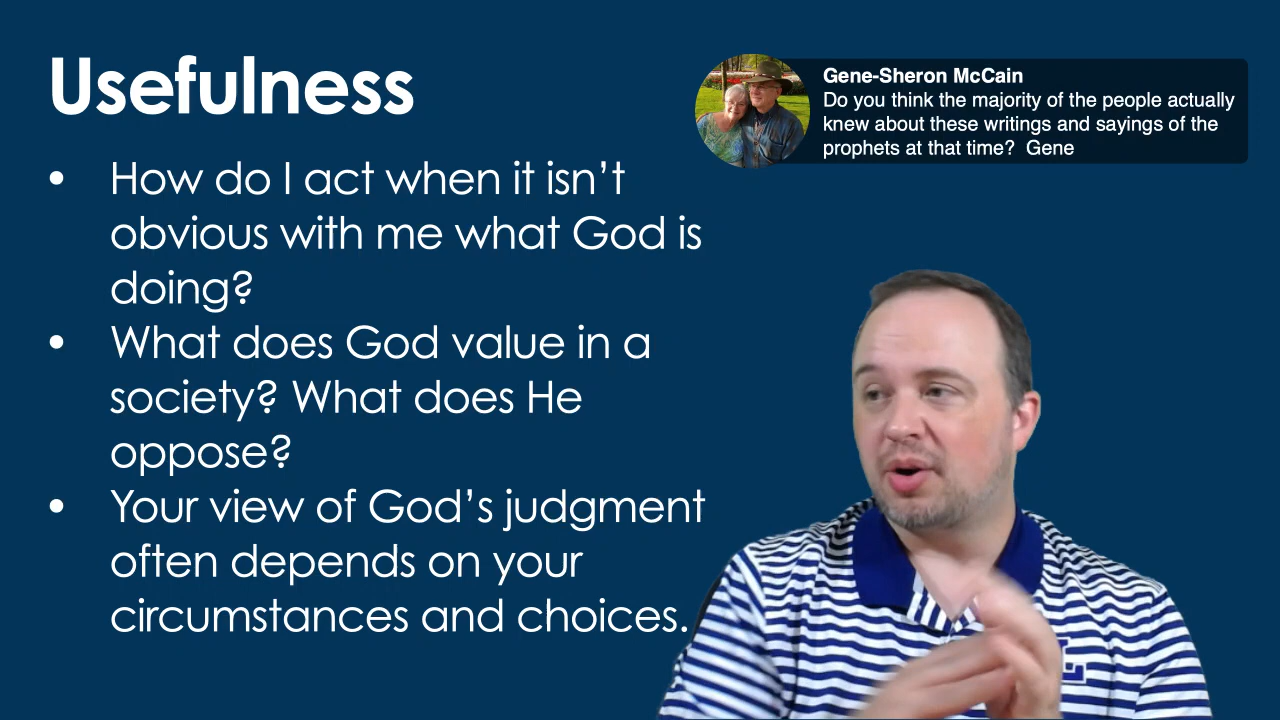 Usefulness
• How do I act when it isn’t
obvious with me what God is
doing?
• What does God value in a
society? What does He
oppose?
• Your view of God’s judgment
often depends on your
circumstances and choices.
Gene-Sheron McCain
Do you think the majority of the people actually
knew about these writings and sayings of the
prophets at that time?  Gene
L